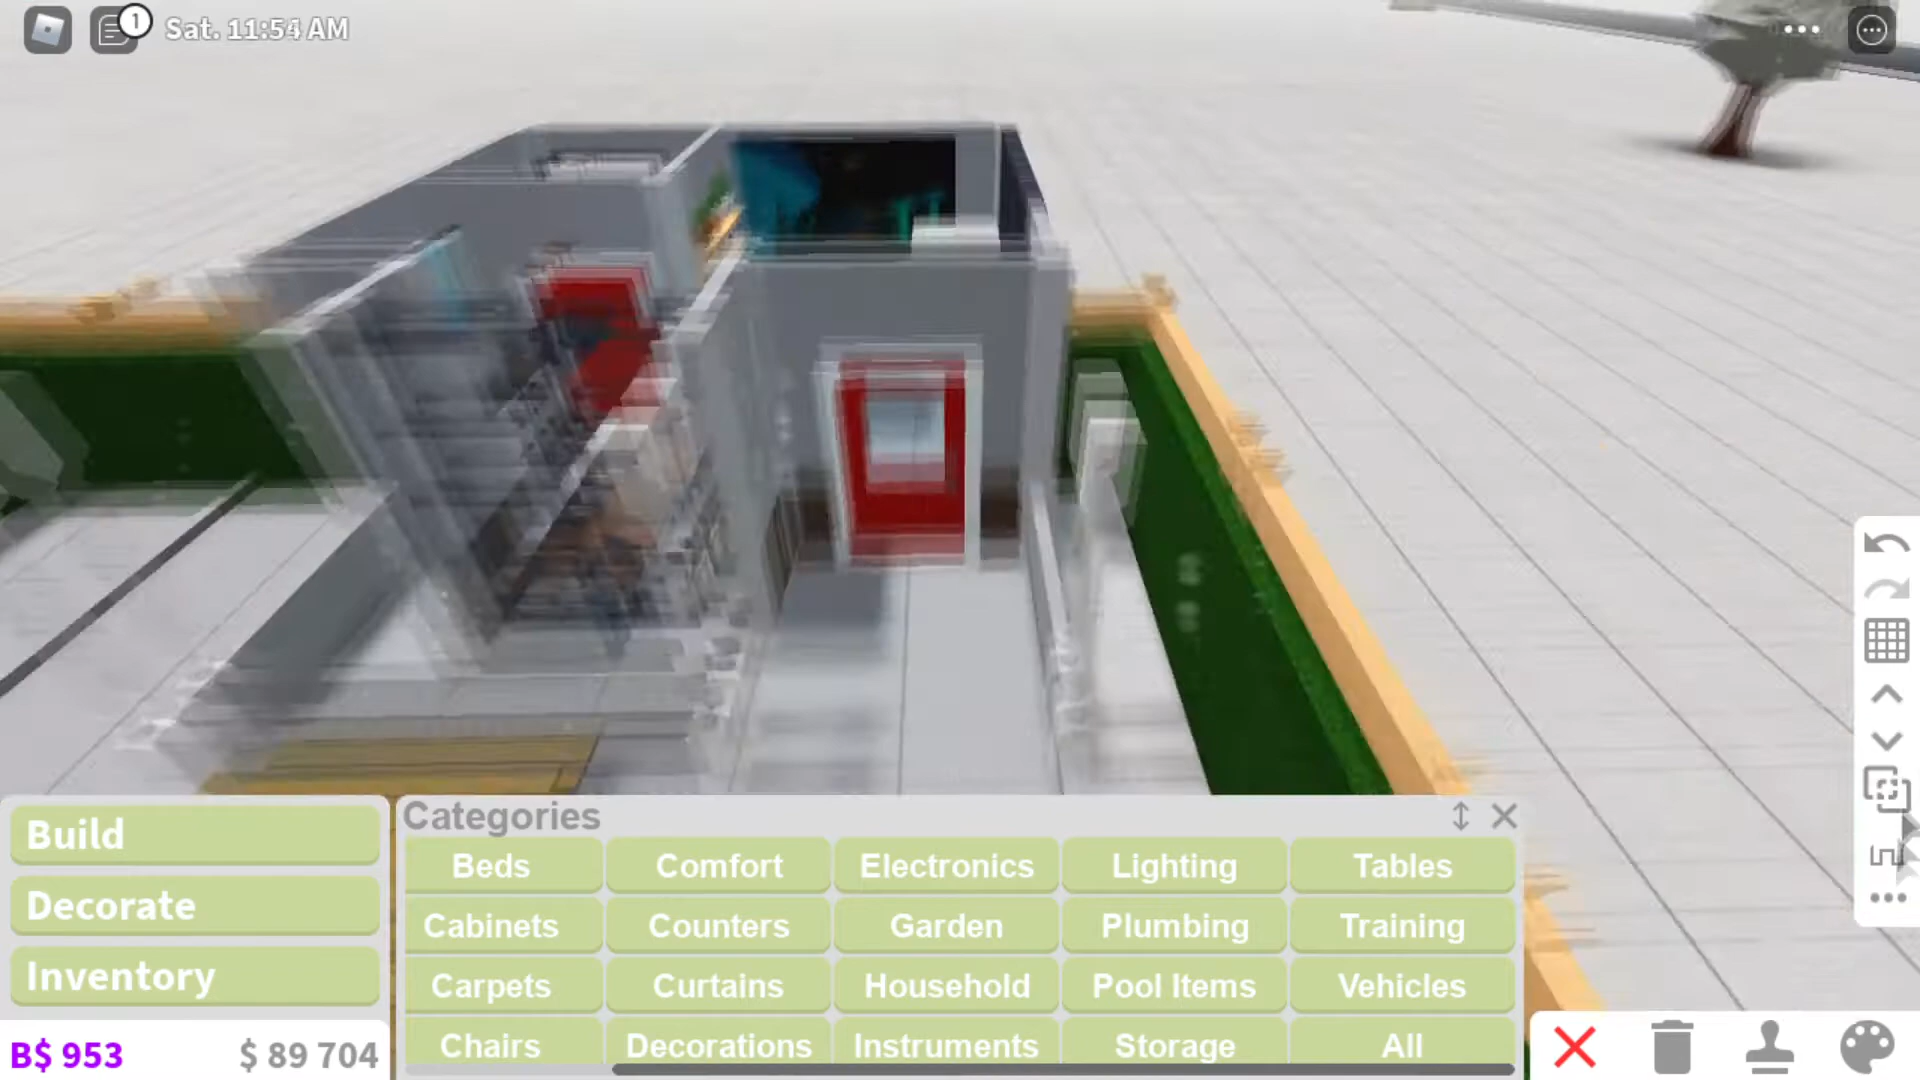 1
Sat. 11:54 AM
Build
Decorate
Inventory
B$ 953 $ 89 704
Categories
Beds Comfort Electronics Lighting Tables
Cabinets Counters Garden Plumbing Training
Carpets Curtains Household Pool Items Vehicles
Chairs Decorations Instruments Storage All